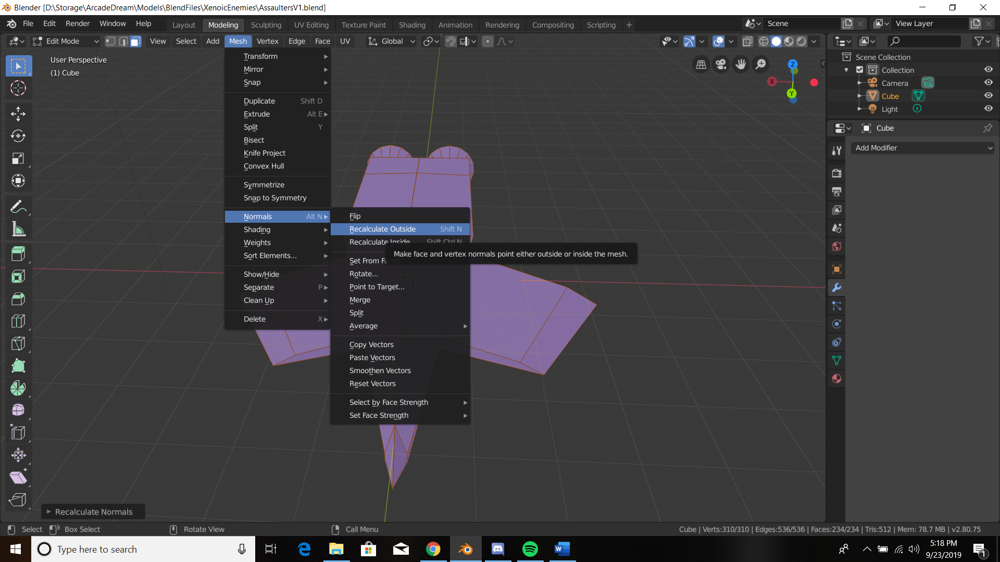 Blender [D:\Storage\ArcadeDream\Models\BlendFiles\XenoicEnemies\AssaultersV1.blend]
File Edit Render Window Help Layout Modeling Sculpting UV Editing Texture Paint Shading Animation Rendering Compositing Scripting + Scene View Layer
Edit Mode View Select Add Mesh Vertex Edge Face UV Global
User Perspective
(1) Cube
Transform
Mirror
Snap
Duplicate Shift D
Extrude Alt E
Split Y
Bisect
Knife Project
Convex Hull
Symmetrize
Snap to Symmetry
Normals Alt N
Shading
Weights
Sort Elements...
Show/Hide
Separate P
Clean Up
Delete X
Flip
Recalculate Outside Shift N
Recalculate Inside Shift Ctrl N
Make face and vertex normals point either outside or inside the mesh.
Set From
Rotate...
Point to Target...
Merge
Split
Average
Copy Vectors
Paste Vectors
Smoothen Vectors
Reset Vectors
Select by Face Strength
Set Face Strength
Z
X
Y
Scene Collection
Collection
Camera
Cube
Light
Cube
Add Modifier
Recalculate Normals
Select Box Select Rotate View Call Menu Cube | Verts:310/310 | Edges:536/536 | Faces:234/234 | Tris:512 | Mem: 78.7 MB | v2.80.75
Type here to search
5:18 PM
9/23/2019
1